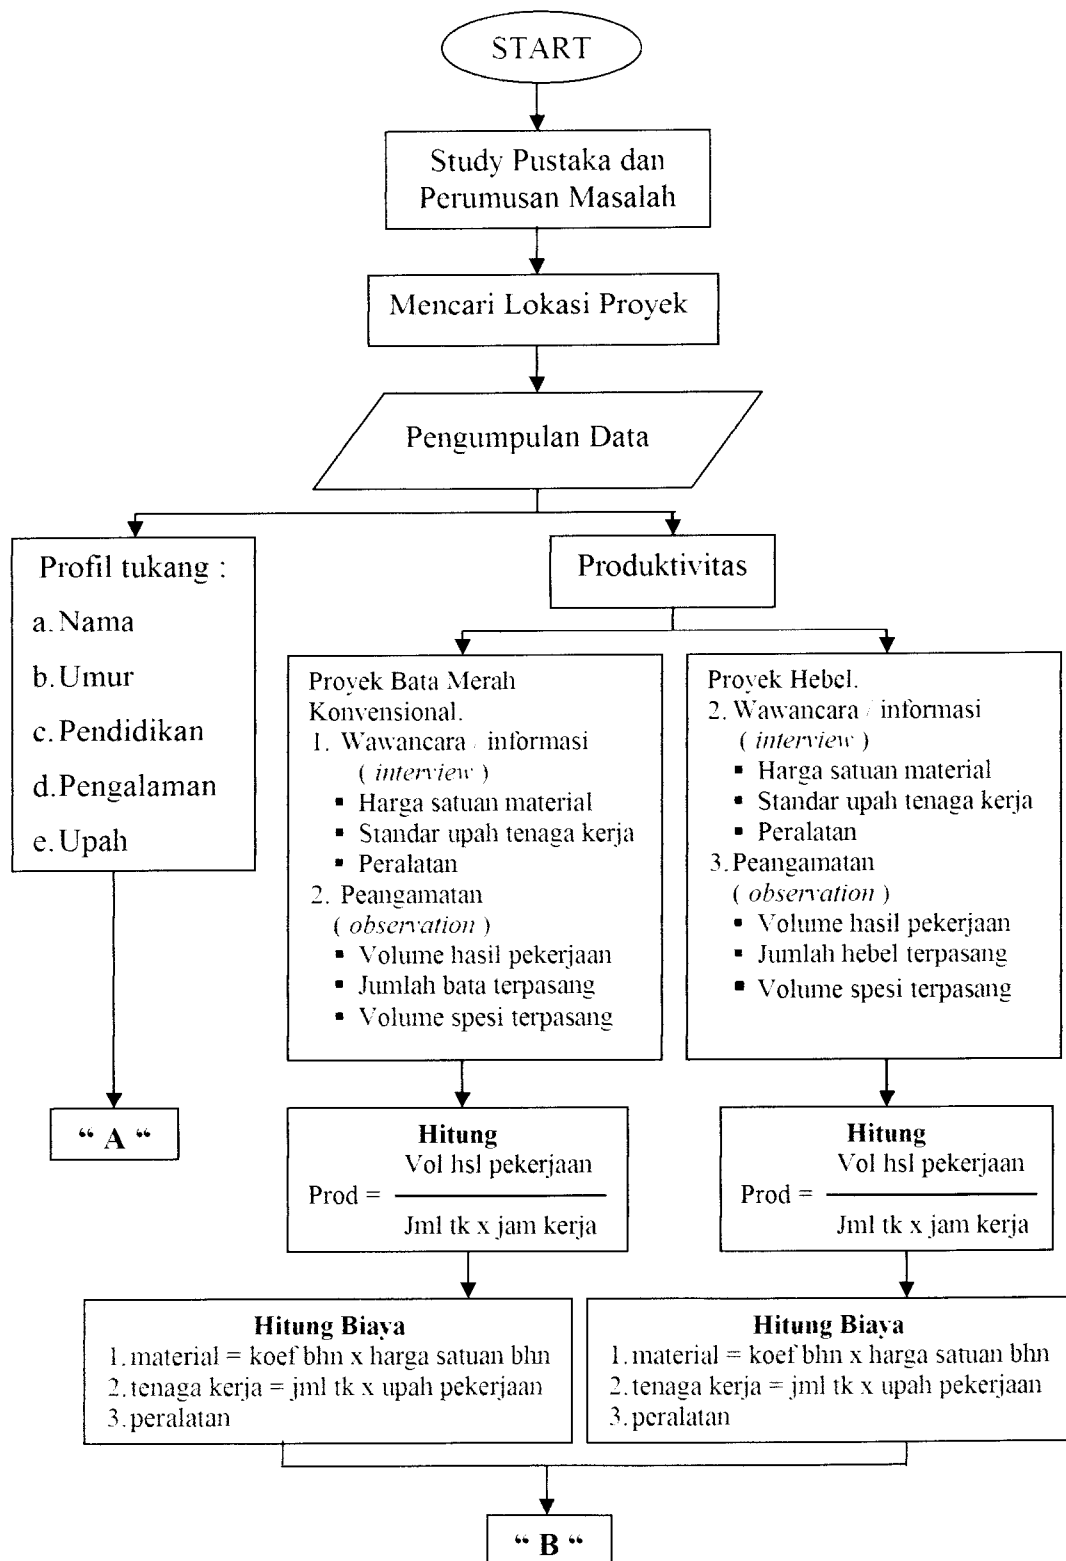 START
Study Pustaka dan
Perumusan Masalah
Mencari Lokasi Proyek
Pengumpulan Data
Profil tukang :
a. Nama
b. Umur
c. Pendidikan
d. Pengalaman
e. Upah
“ A “
Produktivitas
Proyek Bata Merah
Konvensional.
1. Wawancara / informasi
( interview )
▪ Harga satuan material
▪ Standar upah tenaga kerja
▪ Peralatan
2. Peangamatan
( observation )
▪ Volume hasil pekerjaan
▪ Jumlah bata terpasang
▪ Volume spesi terpasang
Proyek Hebel.
2. Wawancara / informasi
( interview )
▪ Harga satuan material
▪ Standar upah tenaga kerja
▪ Peralatan
3. Peangamatan
( observation )
▪ Volume hasil pekerjaan
▪ Jumlah hebel terpasang
▪ Volume spesi terpasang
Hitung
Vol hsl pekerjaan
Prod =
Jml tk x jam kerja
Hitung
Vol hsl pekerjaan
Prod =
Jml tk x jam kerja
Hitung Biaya
1. material = koef bhn x harga satuan bhn
2. tenaga kerja = jml tk x upah pekerjaan
3. peralatan
Hitung Biaya
1. material = koef bhn x harga satuan bhn
2. tenaga kerja = jml tk x upah pekerjaan
3. peralatan
“ B “